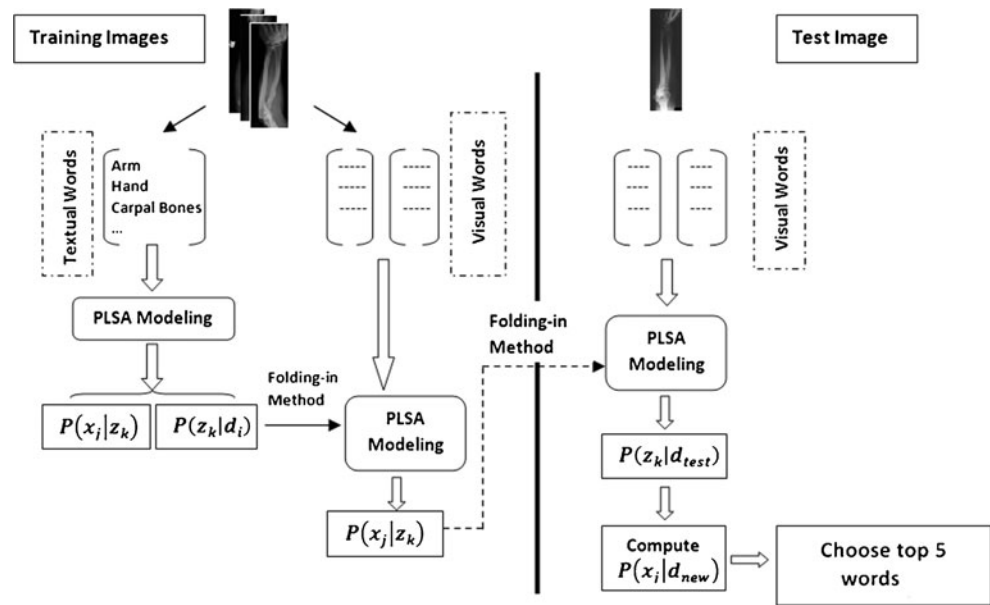 Training Images
Test Image
Textual Words
Arm
Hand
Carpal Bones
...
Visual Words
Visual Words
PLSA Modeling
Folding-in
Method
P(x_j|z_k)
P(z_k|d_i)
Folding-in
Method
PLSA
Modeling
P(x_j|z_k)
PLSA
Modeling
P(z_k|d_test)
Compute
P(x_j|d_new)
Choose top 5
words